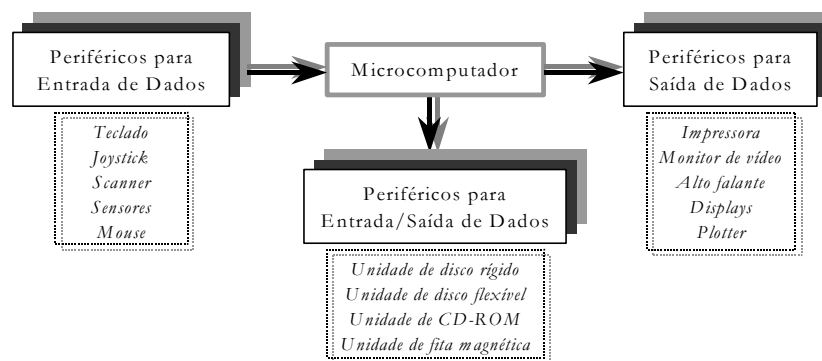 Periféricos para
Entrada de Dados
Teclado
Joystick
Scanner
Sensores
Mouse
Microcomputador
Periféricos para
Entrada/Saída de Dados
Unidade de disco rígido
Unidade de disco flexível
Unidade de CD-ROM
Unidade de fita magnética
Periféricos para
Saída de Dados
Impressora
Monitor de vídeo
Alto falante
Displays
Plotter